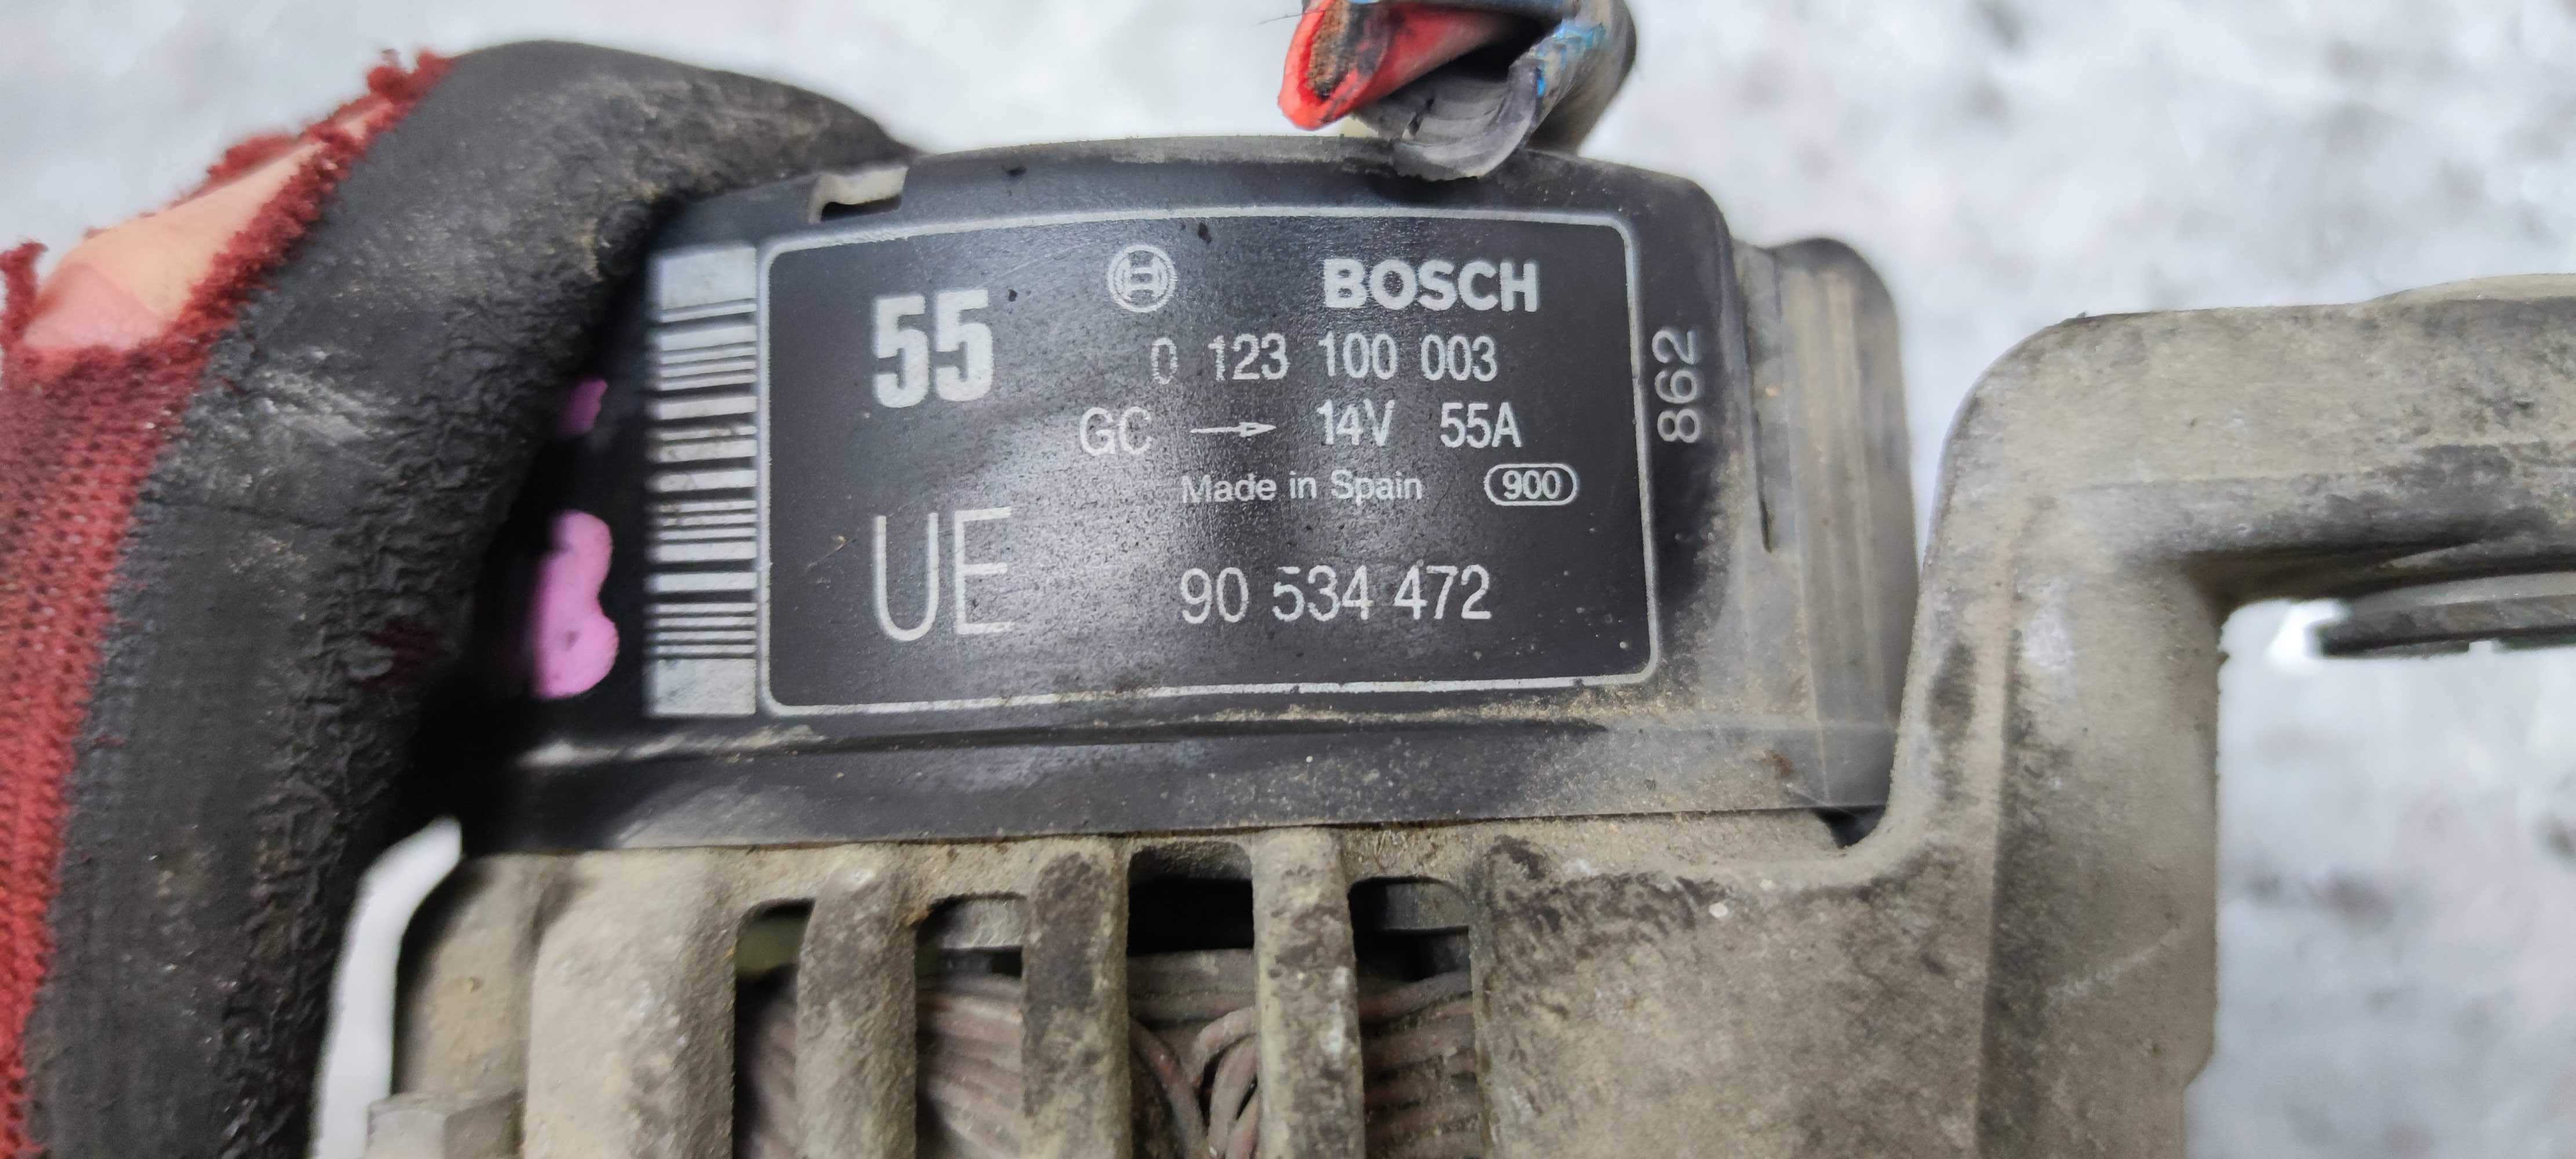 55 BOSCH
0 123 100 003
GC → 14V 55A
Made in Spain 900
UE 90 534 472
862